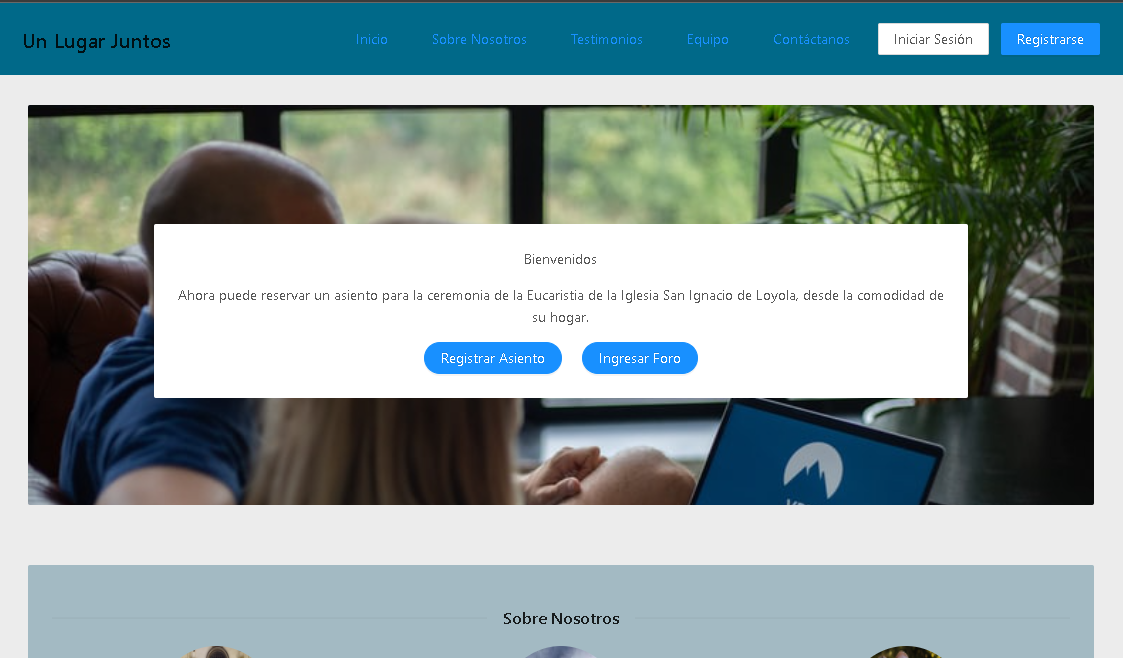 Un Lugar Juntos
Inicio
Sobre Nosotros
Testimonios
Equipo
Contáctanos
Iniciar Sesión
Registrarse
Bienvenidos
Ahora puede reservar un asiento para la ceremonia de la Eucaristia de la Iglesia San Ignacio de Loyola, desde la comodidad de
su hogar.
Registrar Asiento
Ingresar Foro
Sobre Nosotros